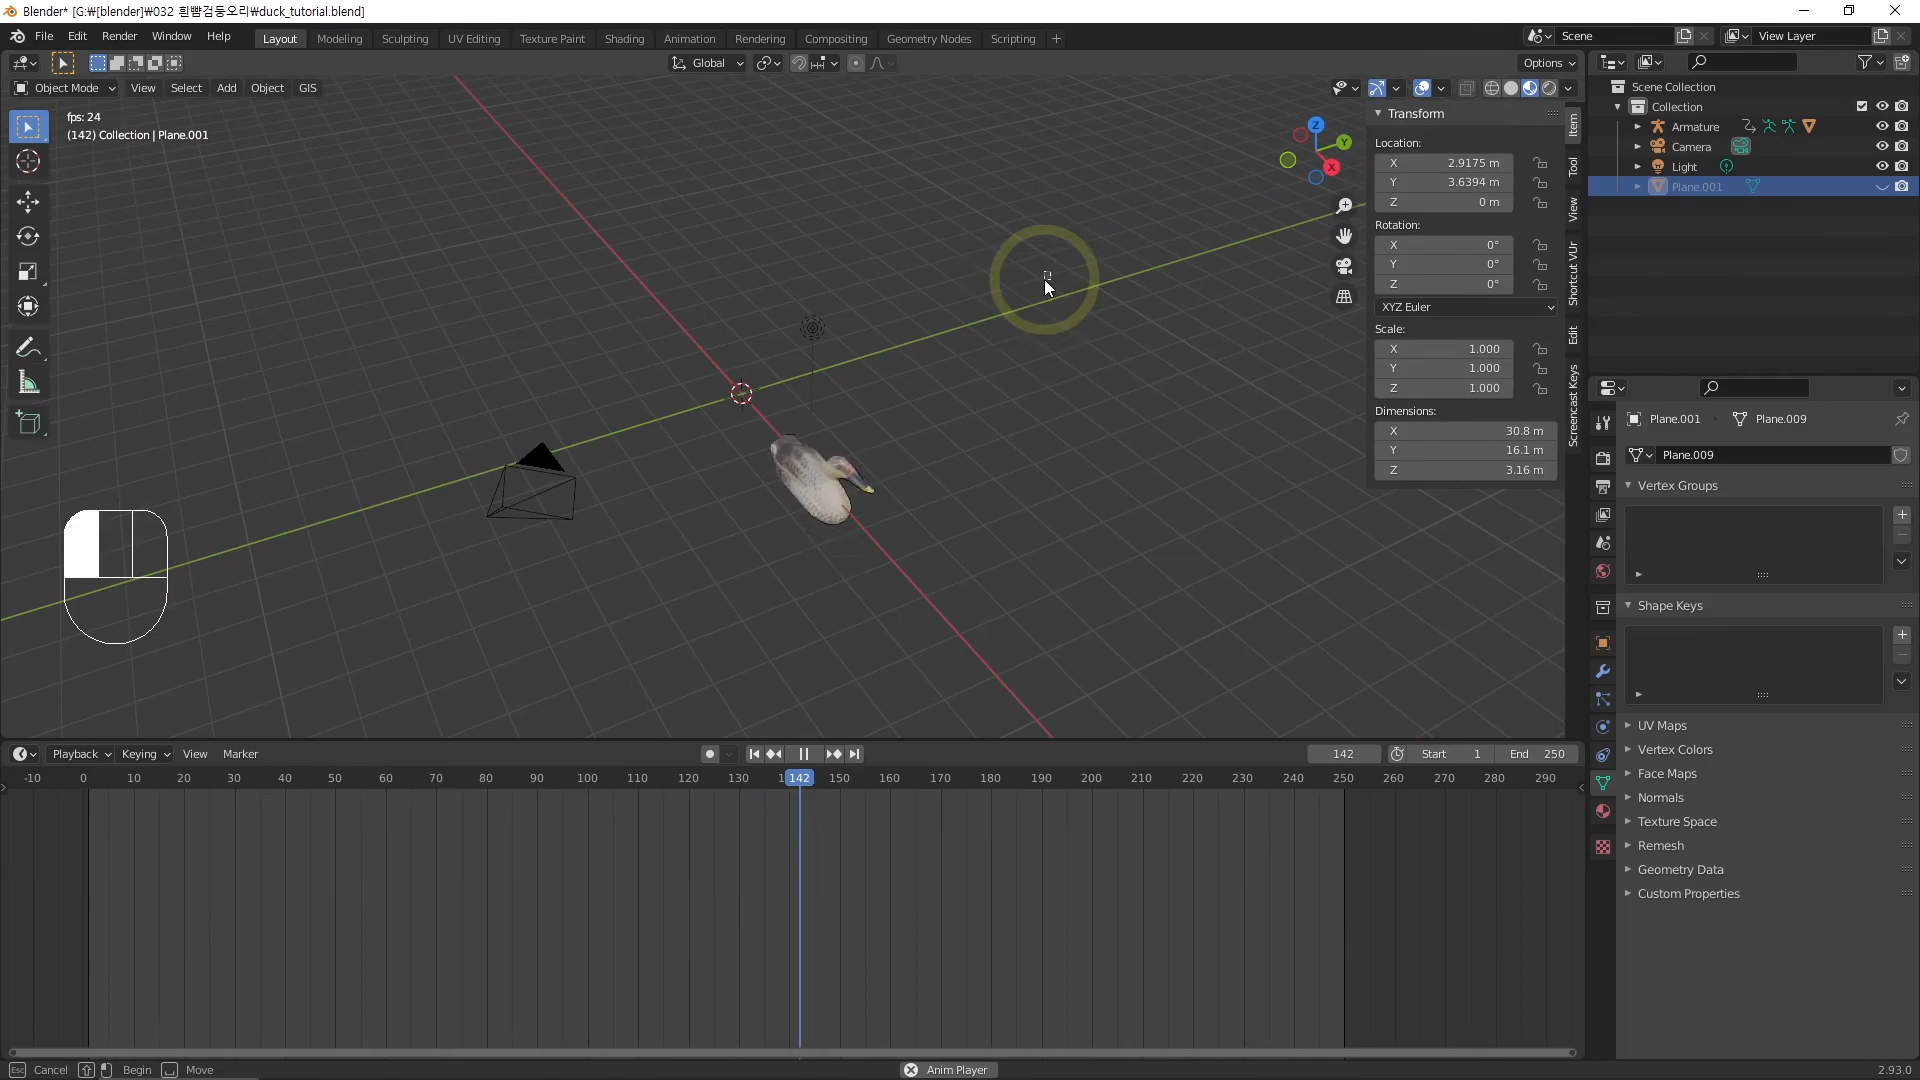 Blender* [G:₩[blender]₩032 흰뺨검둥오리₩duck_tutorial.blend]
File Edit Render Window Help Layout Modeling Sculpting UV Editing Texture Paint Shading Animation Rendering Compositing Geometry Nodes Scripting + Scene View Layer
Global Options
Object Mode View Select Add Object GIS
fps: 24
(142) Collection | Plane.001
Z
Y
X
Transform
Location:
X 2.9175 m
Y 3.6394 m
Z 0 m
Rotation:
X 0°
Y 0°
Z 0°
XYZ Euler
Scale:
X 1.000
Y 1.000
Z 1.000
Dimensions:
X 30.8 m
Y 16.1 m
Z 3.16 m
Item
Tool
View
Shortcut VUr
Edit
Screencast Keys
Scene Collection
Collection
Armature
Camera
Light
Plane.001
Plane.001 Plane.009
Plane.009
Vertex Groups
Shape Keys
UV Maps
Vertex Colors
Face Maps
Normals
Texture Space
Remesh
Geometry Data
Custom Properties
Playback Keying View Marker 142 Start 1 End 250
-10 0 10 20 30 40 50 60 70 80 90 100 110 120 130 142 150 160 170 180 190 200 210 220 230 240 250 260 270 280 290
Esc Cancel Begin Move Anim Player 2.93.0